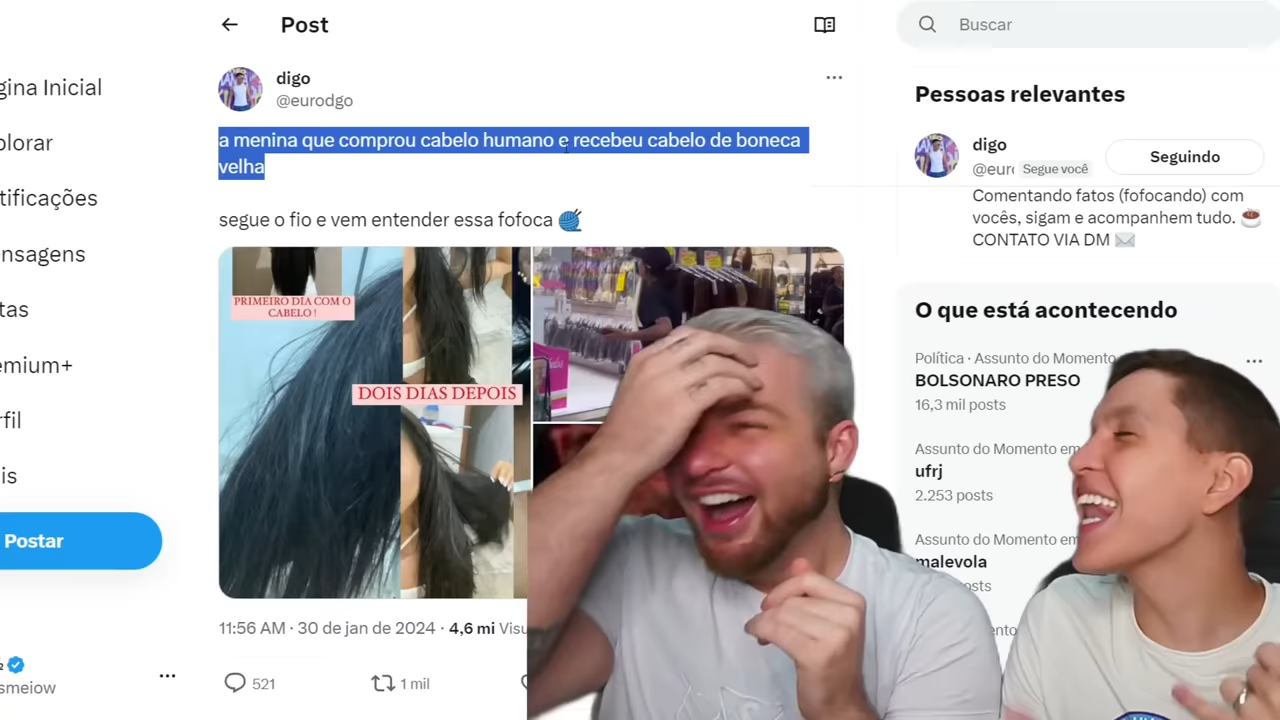 Post
Buscar
gina Inicial
plorar
tificações
nsagens
tas
emium+
rfil
is
Postar
smeiow
digo
@eurodgo
a menina que comprou cabelo humano e recebeu cabelo de boneca
velha
segue o fio e vem entender essa fofoca
PRIMEIRO DIA COM O
CABELO !
DOIS DIAS DEPOIS
11:56 AM · 30 de jan de 2024 · 4,6 mi Visu
521
1 mil
Pessoas relevantes
digo
@euro Segue você
Seguindo
Comentando fatos (fofocando) com
vocês, sigam e acompanhem tudo.
CONTATO VIA DM
O que está acontecendo
Política · Assunto do Momento
BOLSONARO PRESO
16,3 mil posts
Assunto do Momento em
ufrj
2.253 posts
Assunto do Momento em
malevola
osts
ento